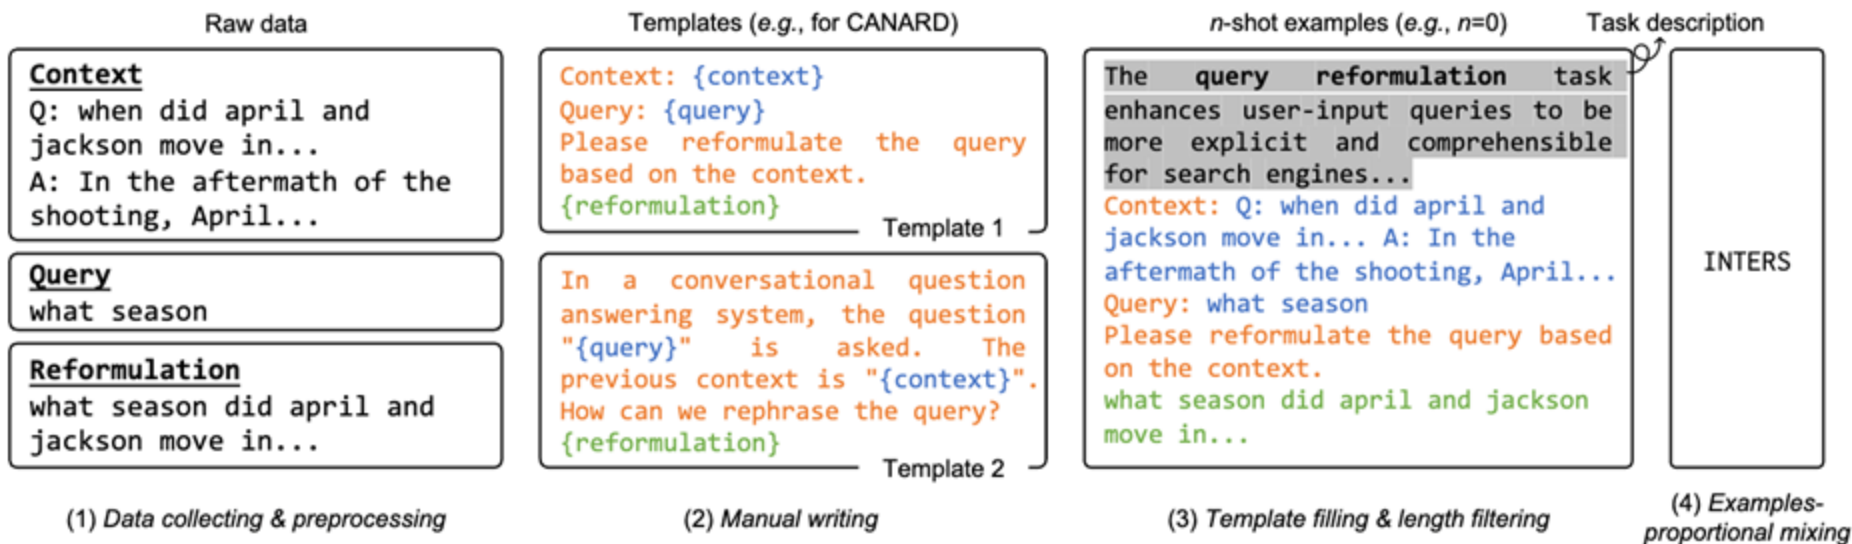 Raw data
Context
Q: when did april and
jackson move in...
A: In the aftermath of the
shooting, April...
Query
what season
Reformulation
what season did april and
jackson move in...
(1) Data collecting & preprocessing
Templates (e.g., for CANARD)
Context: {context}
Query: {query}
Please reformulate the query
based on the context.
{reformulation}
Template 1
In a conversational question
answering system, the question
"{query}" is asked. The
previous context is "{context}".
How can we rephrase the query?
{reformulation}
Template 2
(2) Manual writing
n-shot examples (e.g., n=0)
Task description
The query reformulation task
enhances user-input queries to be
more explicit and comprehensible
for search engines...
Context: Q: when did april and
jackson move in... A: In the
aftermath of the shooting, April...
Query: what season
Please reformulate the query based
on the context.
what season did april and jackson
move in...
(3) Template filling & length filtering
INTERS
(4) Examples-
proportional mixing